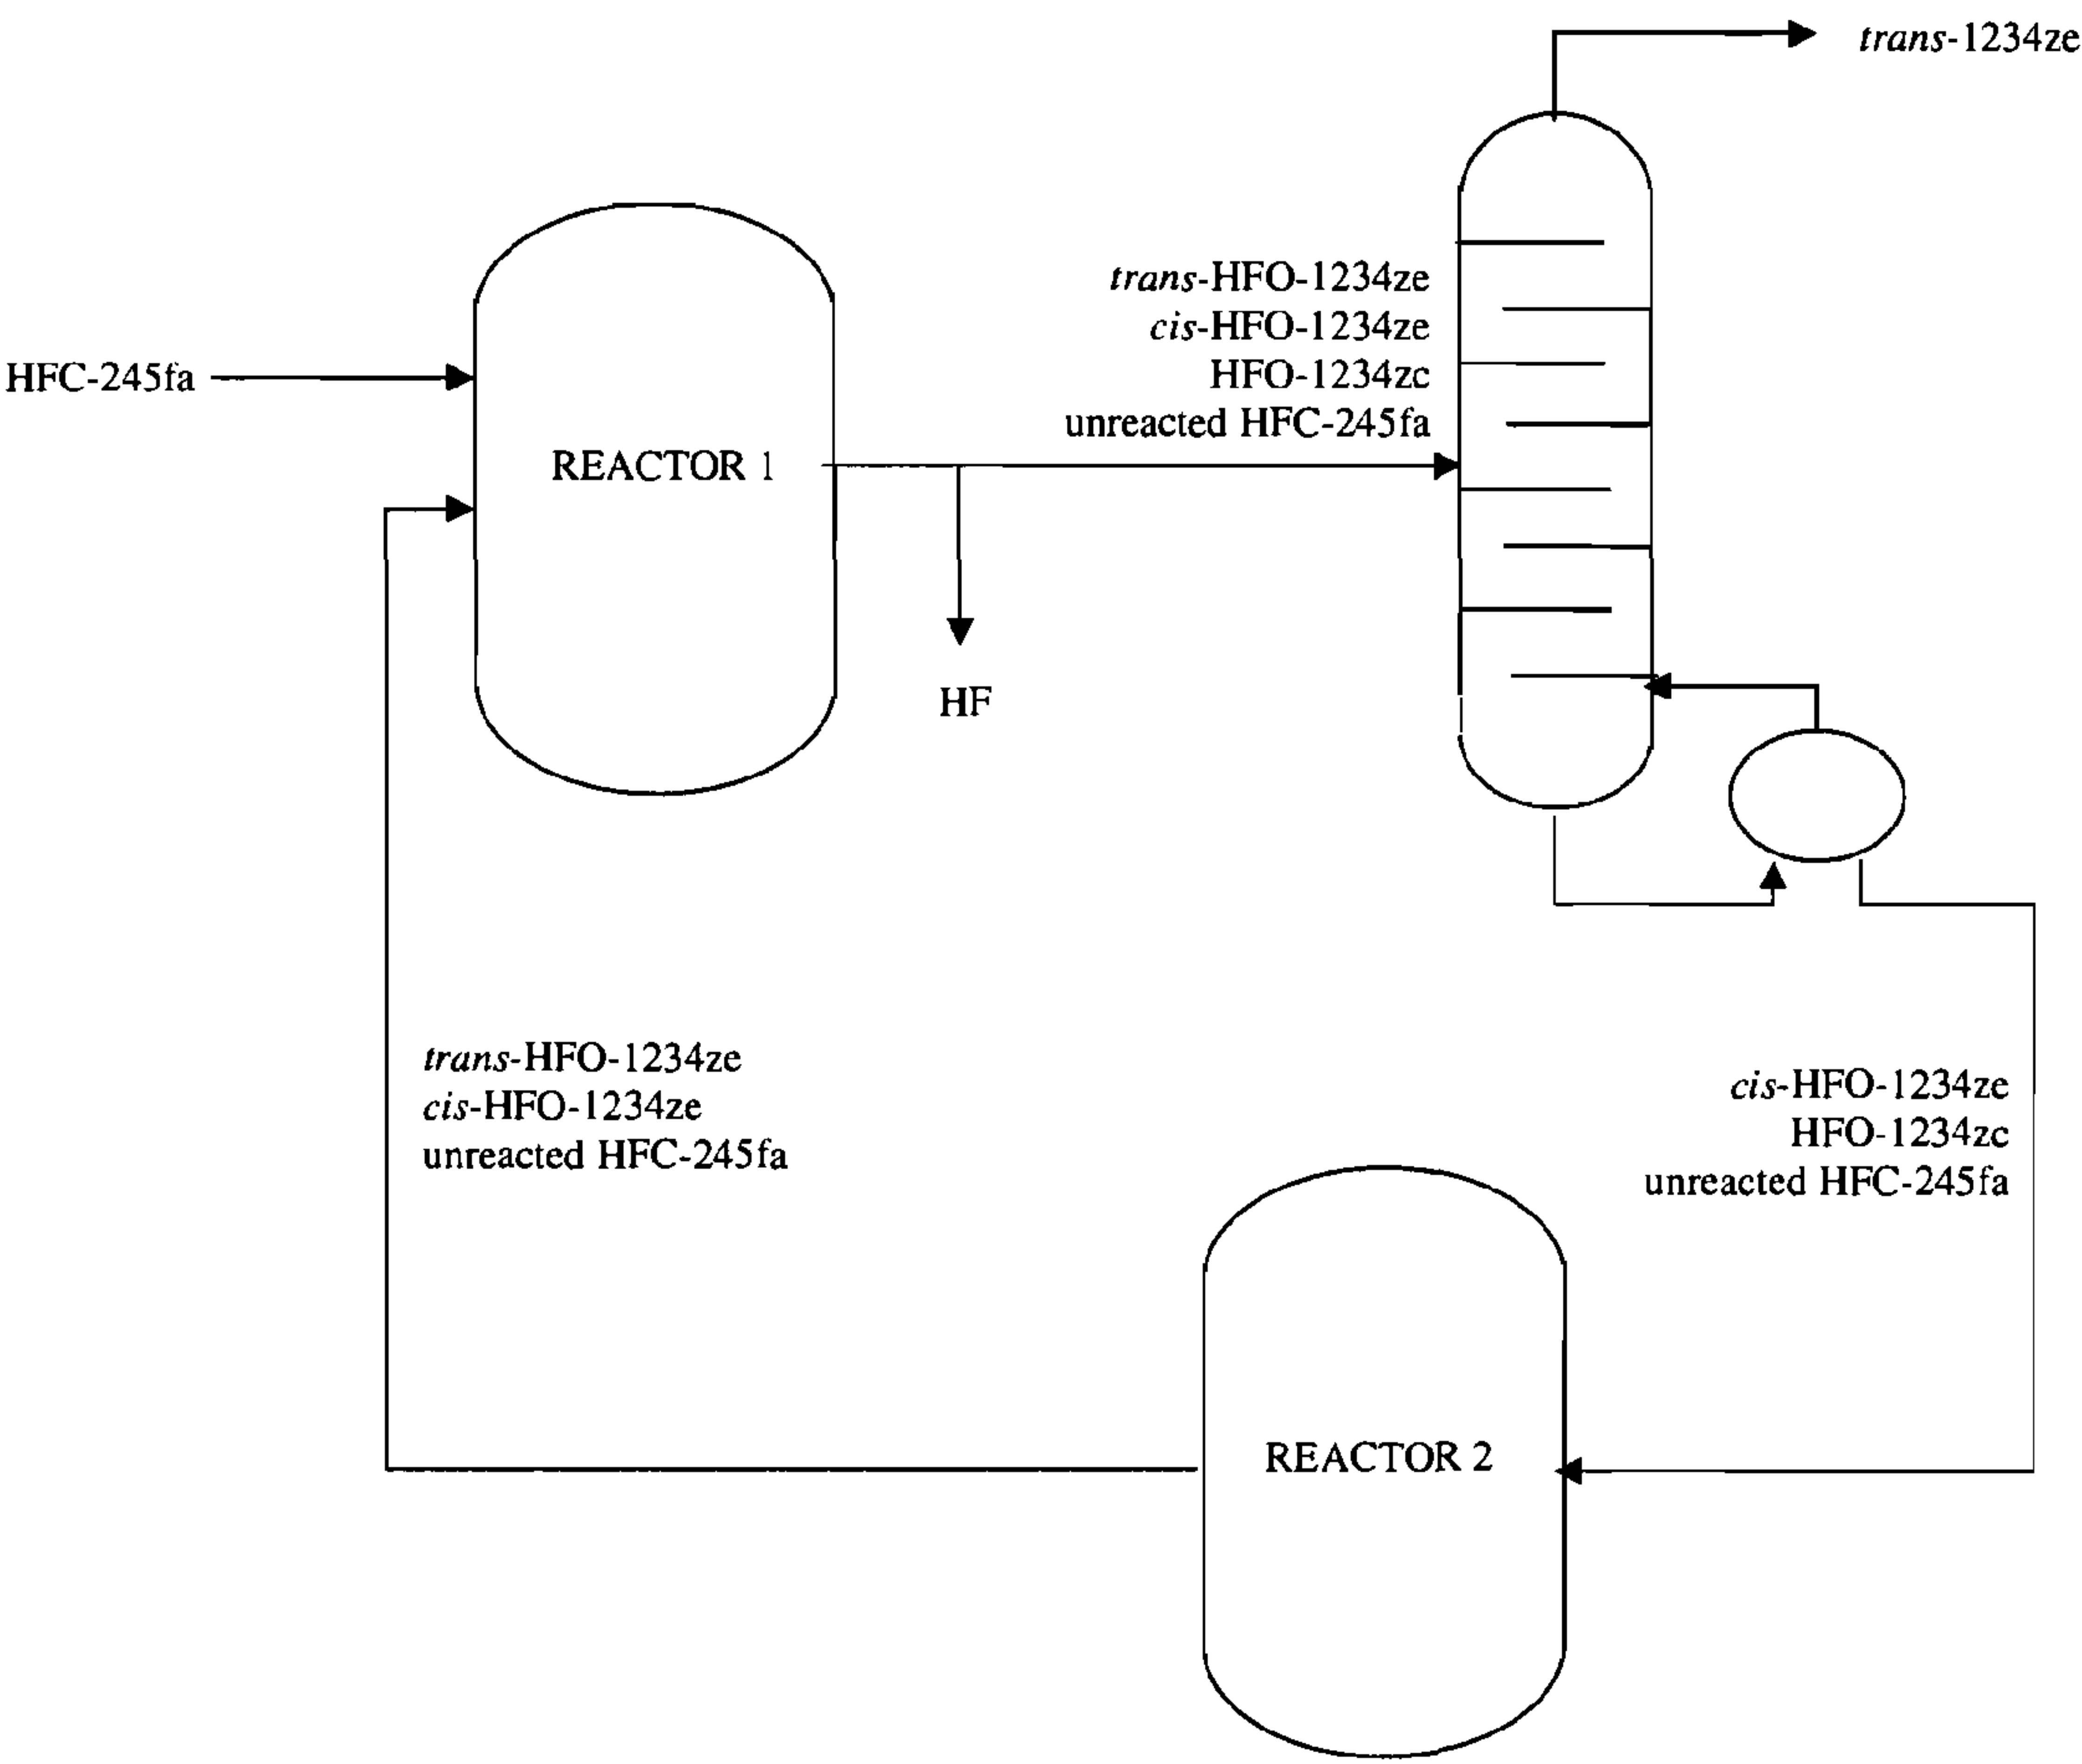 trans-1234ze
trans-HFO-1234ze
cis-HFO-1234ze
HFO-1234zc
unreacted HFC-245fa
HFC-245fa
REACTOR 1
HF
trans-HFO-1234ze
cis-HFO-1234ze
unreacted HFC-245fa
cis-HFO-1234ze
HFO-1234zc
unreacted HFC-245fa
REACTOR 2